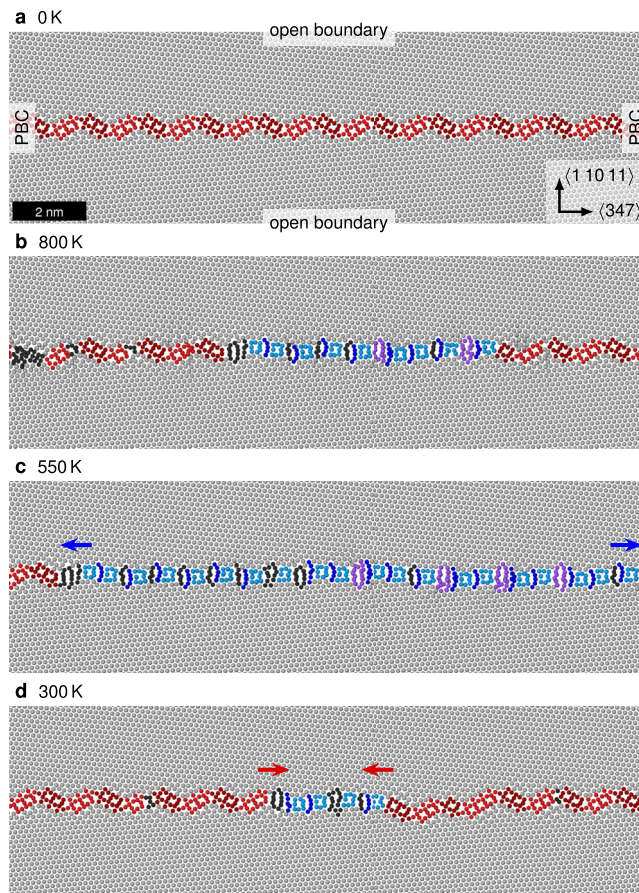 a 0 K
open boundary
PBC
PBC
⟨1 10 11⟩
⟨347⟩
2 nm
open boundary
b 800 K
c 550 K
d 300 K